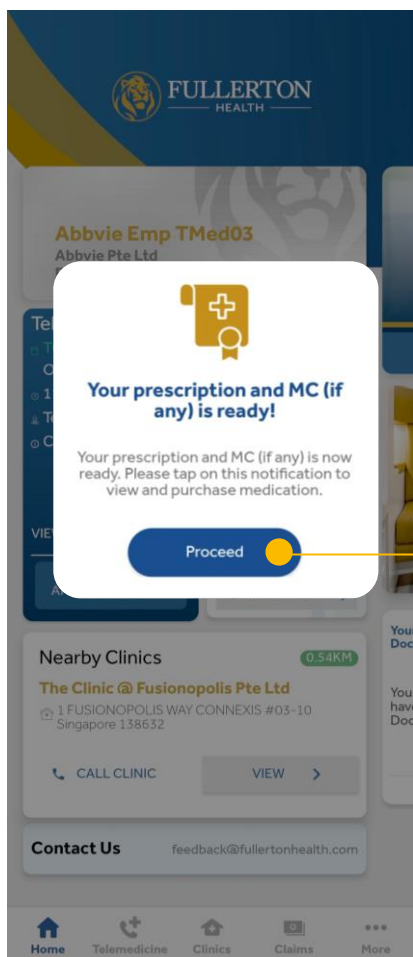 FULLERTON
HEALTH
Abbvie Emp TMed03
Abbvie Pte Ltd
Your prescription and MC (if
any) is ready!
Your prescription and MC (if any) is now
ready. Please tap on this notification to
view and purchase medication.
Proceed
Nearby Clinics
0.54KM
The Clinic @ Fusionopolis Pte Ltd
1 FUSIONOPOLIS WAY CONNEXIS #03-10
Singapore 138632
CALL CLINIC
VIEW
Contact Us
feedback@fullertonhealth.com
Home
Telemedicine
Clinics
Claims
More